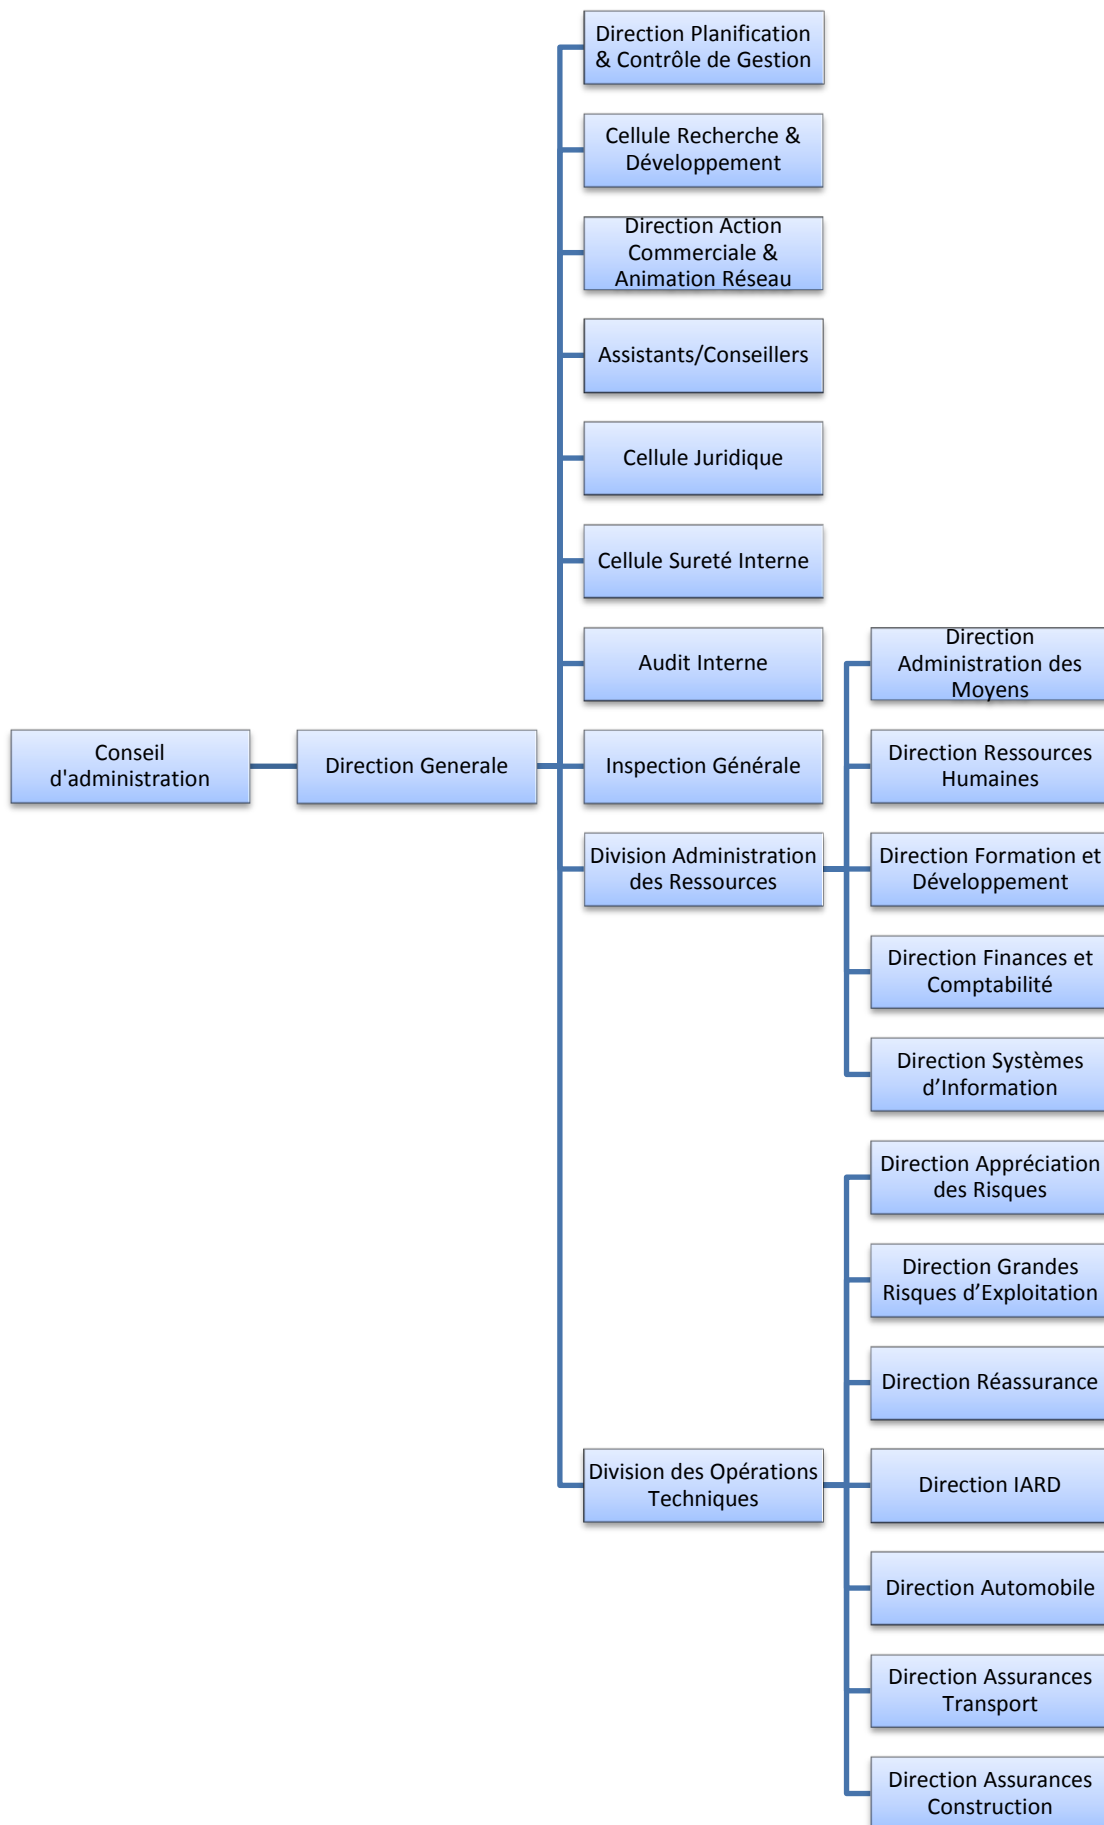 Direction Planification
& Contrôle de Gestion
Cellule Recherche &
Développement
Direction Action
Commerciale &
Animation Réseau
Assistants/Conseillers
Cellule Juridique
Cellule Sureté Interne
Audit Interne
Direction
Administration des
Moyens
Conseil
d'administration
Direction Generale
Inspection Générale
Direction Ressources
Humaines
Division Administration
des Ressources
Direction Formation et
Développement
Direction Finances et
Comptabilité
Direction Systèmes
d’Information
Direction Appréciation
des Risques
Direction Grandes
Risques d’Exploitation
Direction Réassurance
Division des Opérations
Techniques
Direction IARD
Direction Automobile
Direction Assurances
Transport
Direction Assurances
Construction